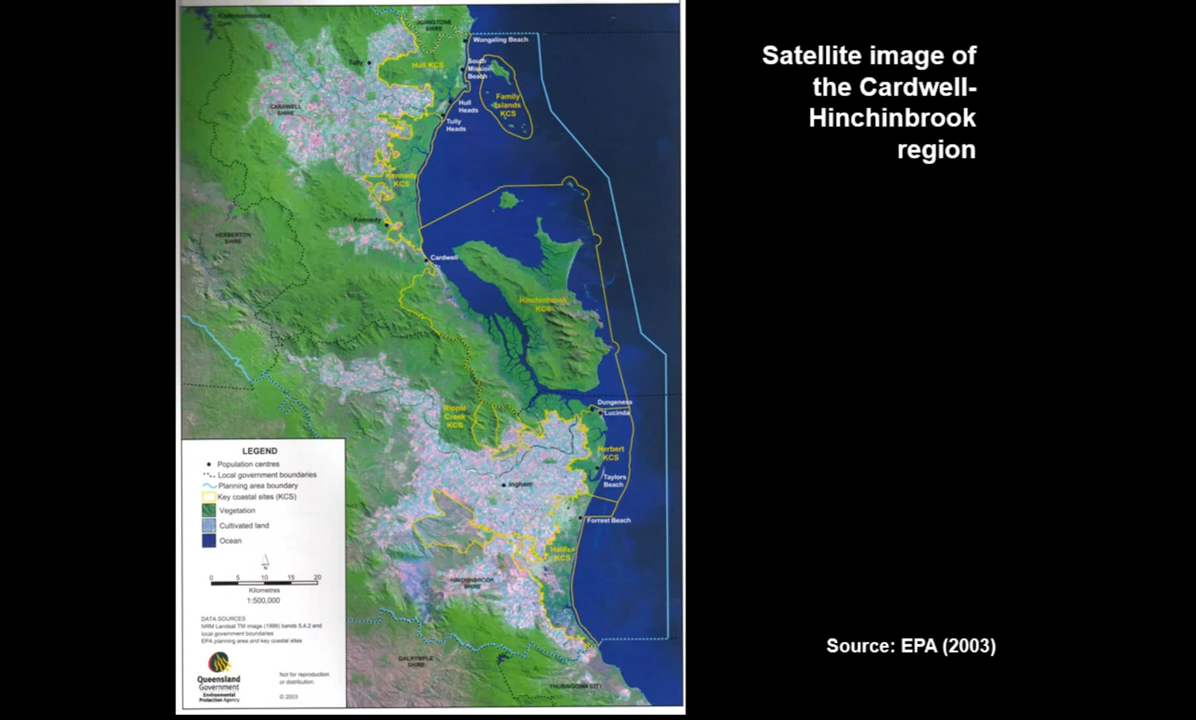 Satellite image of
the Cardwell-
Hinchinbrook
region
JOHNSTONE
SHIRE
Wongaling Beach
Tully
Hull KCS
South
Mission
Beach
CARDWELL
SHIRE
Family
Islands
KCS
Hull
Heads
Tully
Heads
Kennedy
KCS
Kennedy
HERBERTON
SHIRE
Cardwell
Hinchinbrook
KCS
Dungeness
Lucinda
Ripple
Creek
KCS
Herbert
KCS
Taylors
Beach
Ingham
Forrest Beach
Halifax
KCS
HINCHINBROOK
SHIRE
DALRYMPLE
SHIRE
THURINGOWA CITY
LEGEND
Population centres
Local government boundaries
Planning area boundary
Key coastal sites (KCS)
Vegetation
Cultivated land
Ocean
N
0 5 10 15 20
Kilometres
1:500,000
DATA SOURCES
NRM Landsat TM image (1999) bands 5,4,2 and
local government boundaries
EPA planning area and key coastal sites
Queensland
Government
Environmental
Protection Agency
Not for reproduction
or distribution.
© 2003
Source: EPA (2003)